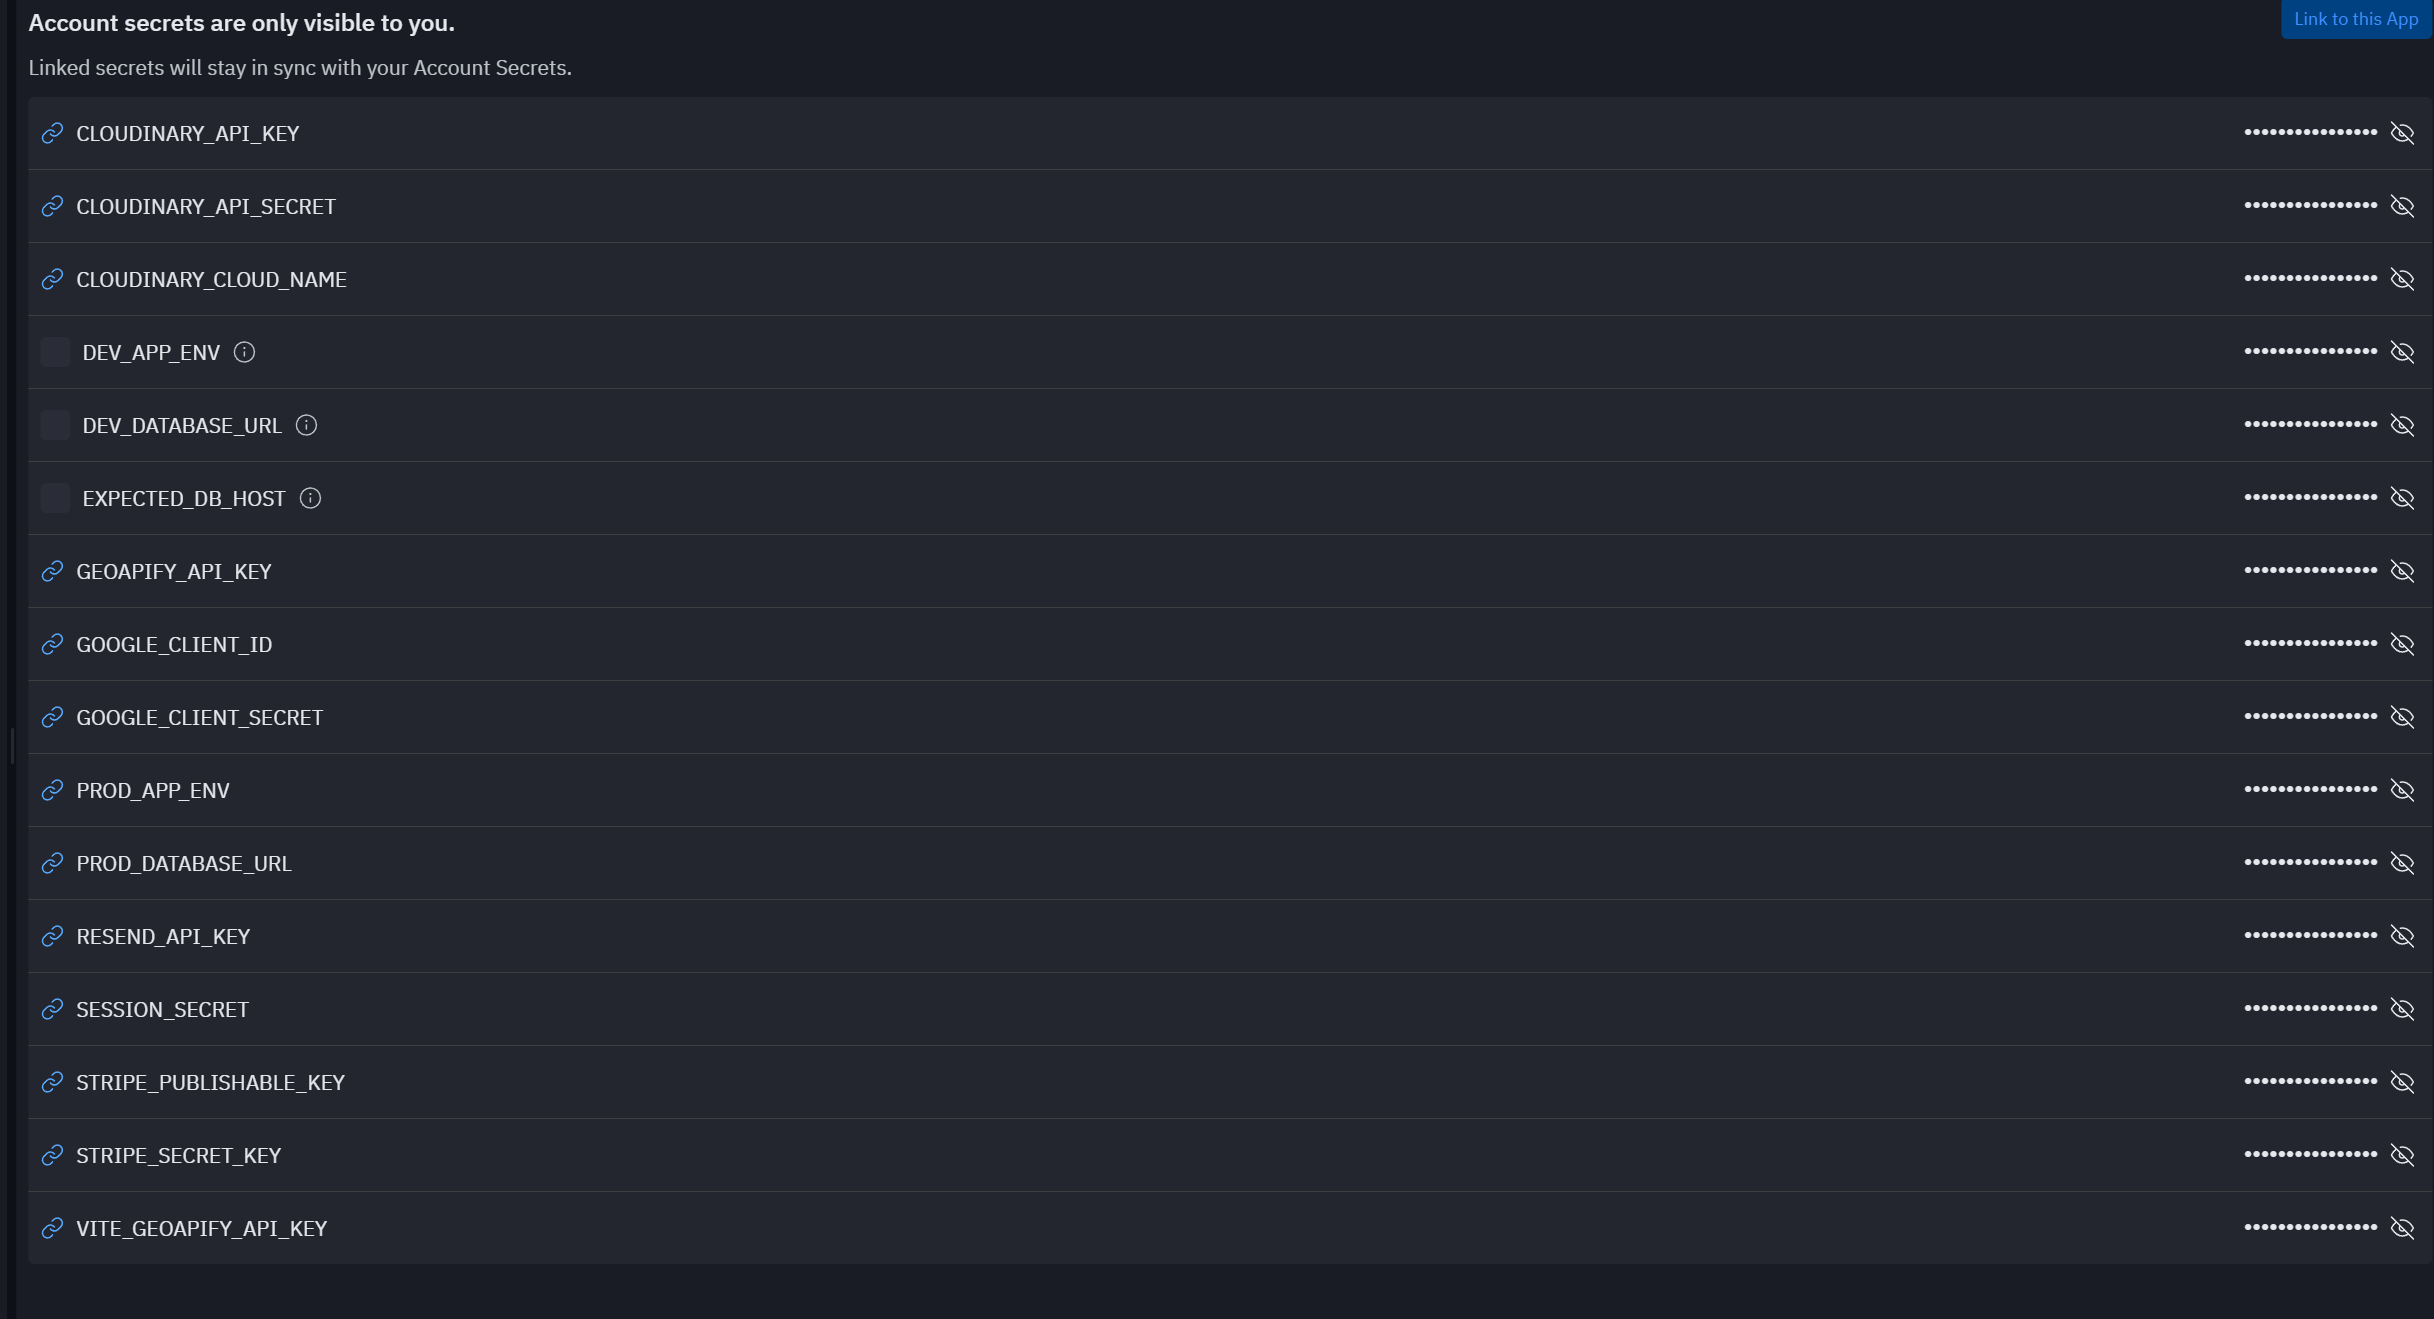 Account secrets are only visible to you.
Link to this App
Linked secrets will stay in sync with your Account Secrets.
CLOUDINARY_API_KEY ••••••••••••••••
CLOUDINARY_API_SECRET ••••••••••••••••
CLOUDINARY_CLOUD_NAME ••••••••••••••••
DEV_APP_ENV ••••••••••••••••
DEV_DATABASE_URL ••••••••••••••••
EXPECTED_DB_HOST ••••••••••••••••
GEOAPIFY_API_KEY ••••••••••••••••
GOOGLE_CLIENT_ID ••••••••••••••••
GOOGLE_CLIENT_SECRET ••••••••••••••••
PROD_APP_ENV ••••••••••••••••
PROD_DATABASE_URL ••••••••••••••••
RESEND_API_KEY ••••••••••••••••
SESSION_SECRET ••••••••••••••••
STRIPE_PUBLISHABLE_KEY ••••••••••••••••
STRIPE_SECRET_KEY ••••••••••••••••
VITE_GEOAPIFY_API_KEY ••••••••••••••••